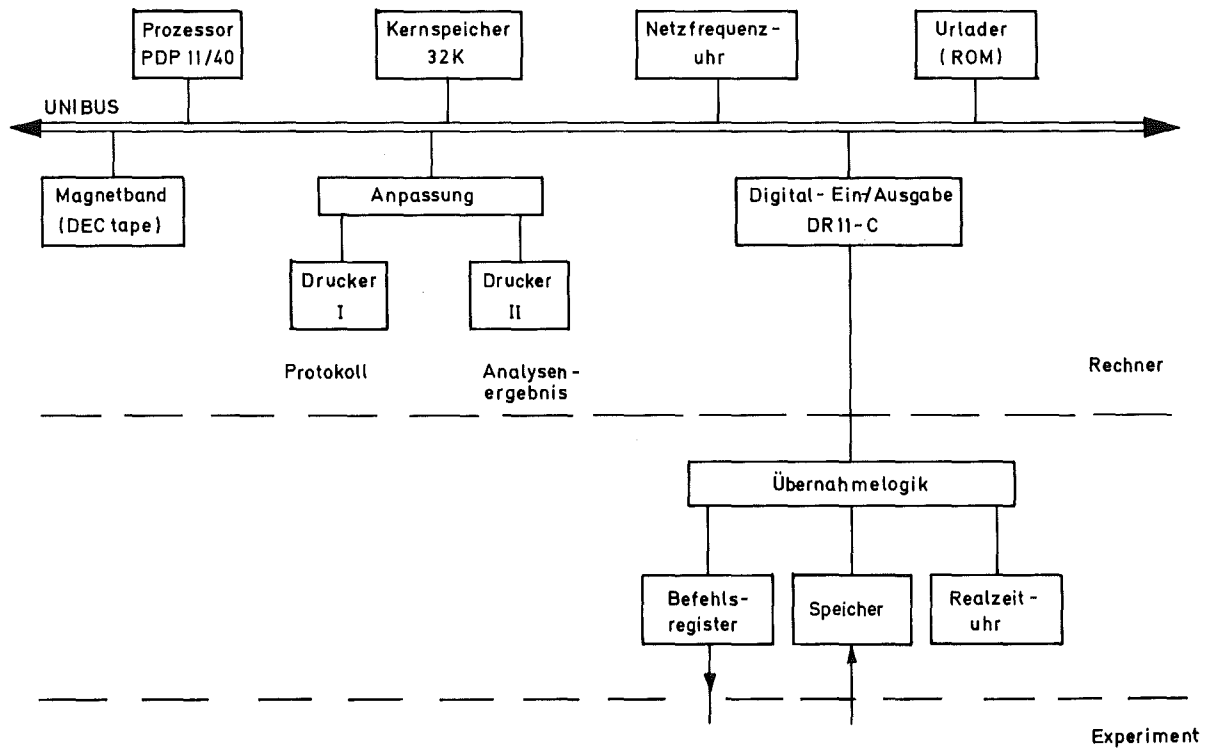 Prozessor
PDP 11/40
Kernspeicher
32K
Netzfrequenz-
uhr
Urlader
(ROM)
UNIBUS
Magnetband
(DEC tape)
Anpassung
Digital-Ein-/Ausgabe
DR11-C
Drucker
I
Drucker
II
Protokoll
Analysen-
ergebnis
Rechner
Übernahmelogik
Befehls-
register
Speicher
Realzeit-
uhr
Experiment